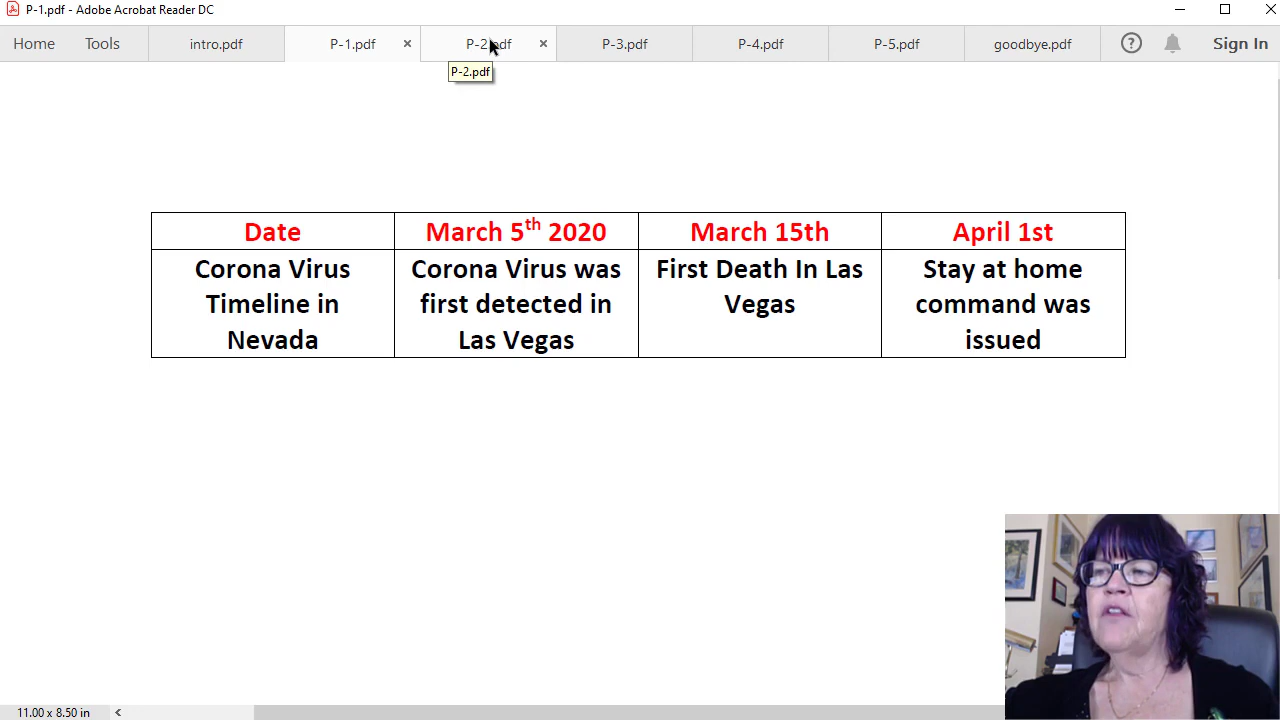 P-1.pdf - Adobe Acrobat Reader DC
Home Tools intro.pdf P-1.pdf P-2.pdf P-3.pdf P-4.pdf P-5.pdf goodbye.pdf Sign In
P-2.pdf
Date March 5th 2020 March 15th April 1st
Corona Virus Corona Virus was First Death In Las Stay at home
Timeline in first detected in Vegas command was
Nevada Las Vegas issued
11.00 x 8.50 in